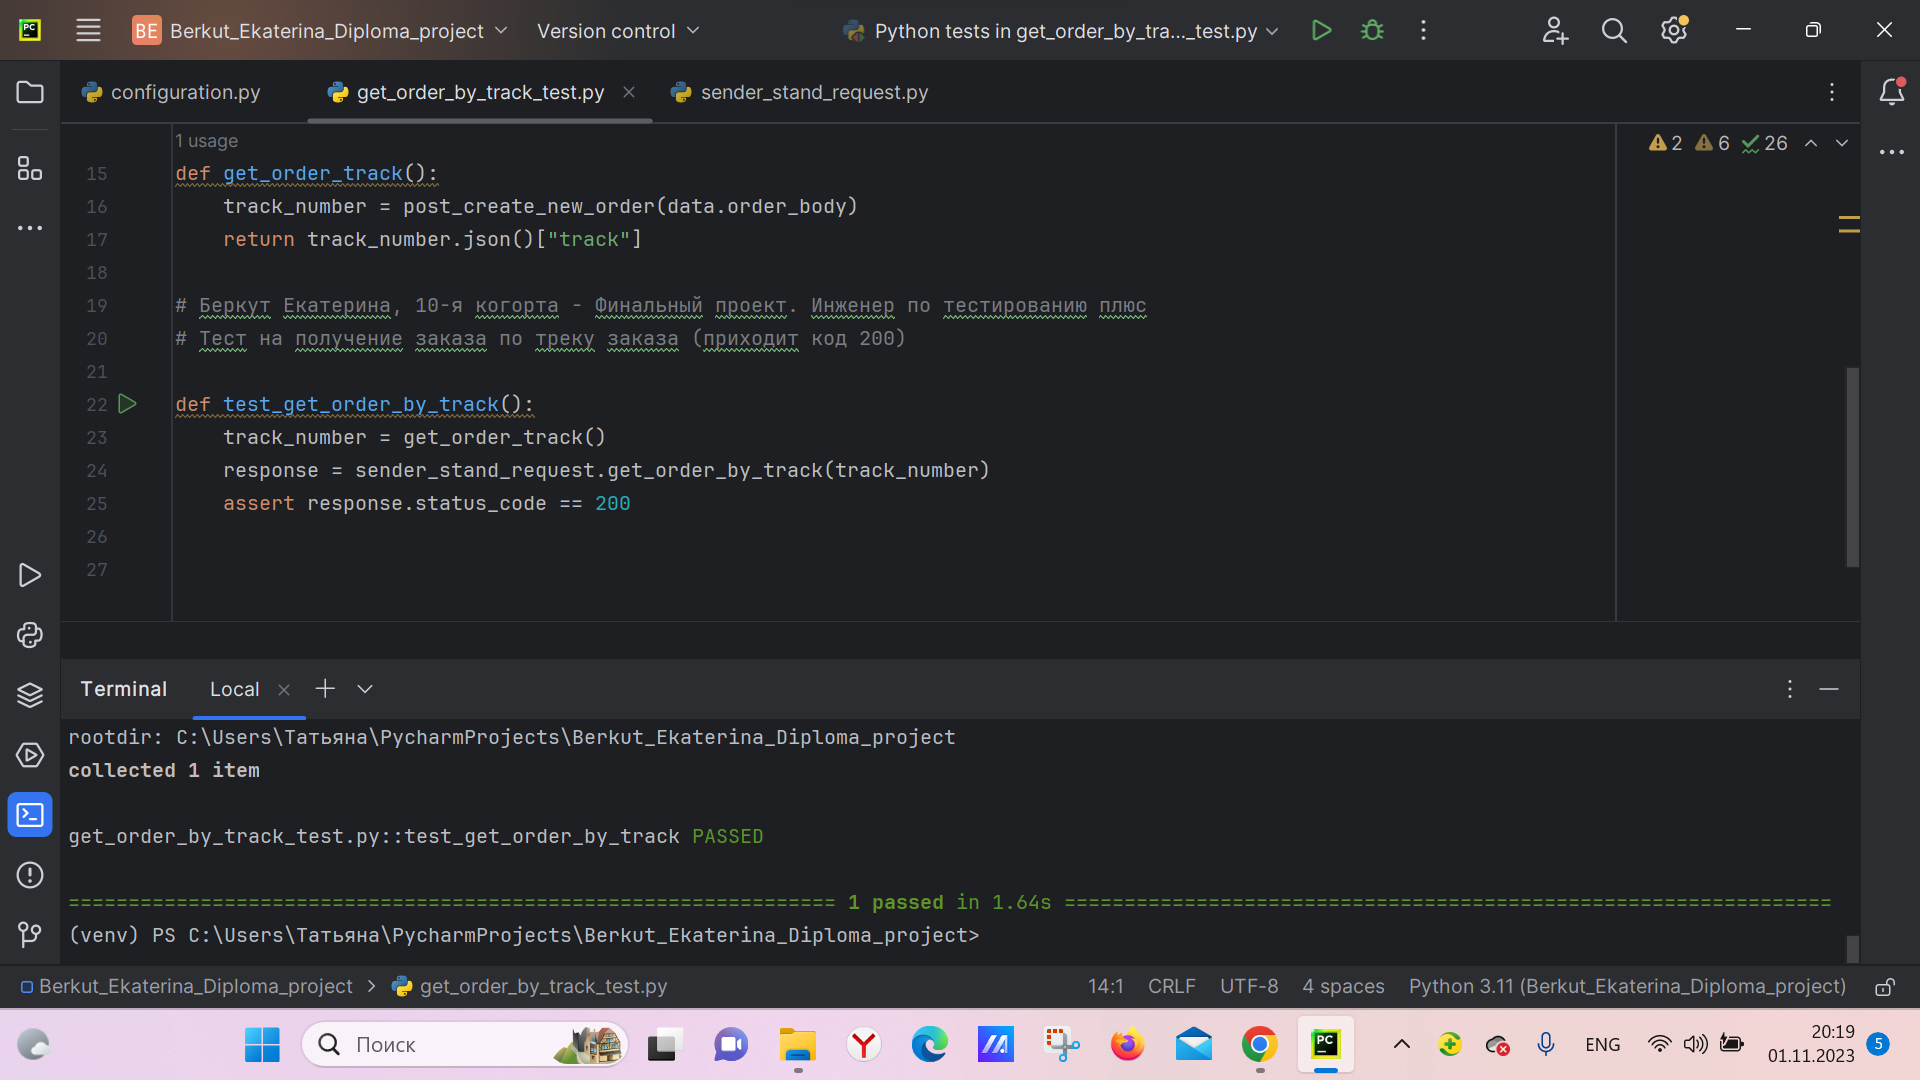 PC
BE Berkut_Ekaterina_Diploma_project Version control Python tests in get_order_by_tra..._test.py
configuration.py get_order_by_track_test.py sender_stand_request.py
1 usage 2 6 26
15 def get_order_track():
16 track_number = post_create_new_order(data.order_body)
17 return track_number.json()["track"]
18
19 # Беркут Екатерина, 10-я когорта - Финальный проект. Инженер по тестированию плюс
20 # Тест на получение заказа по треку заказа (приходит код 200)
21
22 def test_get_order_by_track():
23 track_number = get_order_track()
24 response = sender_stand_request.get_order_by_track(track_number)
25 assert response.status_code == 200
26
27
Terminal Local
rootdir: C:\Users\Татьяна\PycharmProjects\Berkut_Ekaterina_Diploma_project
collected 1 item
get_order_by_track_test.py::test_get_order_by_track PASSED
================================================================ 1 passed in 1.64s ================================================================
(venv) PS C:\Users\Татьяна\PycharmProjects\Berkut_Ekaterina_Diploma_project>
Berkut_Ekaterina_Diploma_project > get_order_by_track_test.py 14:1 CRLF UTF-8 4 spaces Python 3.11 (Berkut_Ekaterina_Diploma_project)
Поиск PC ENG 20:19 5
01.11.2023